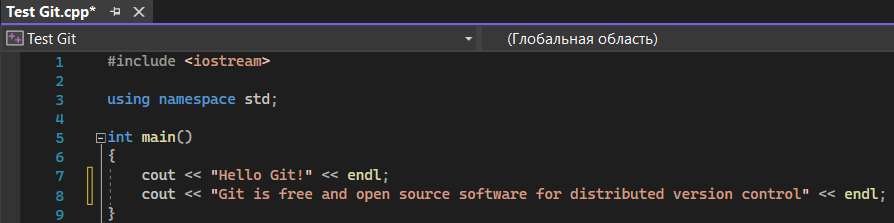 Test Git.cpp*
Test Git (Глобальная область)
1 #include <iostream>
2
3 using namespace std;
4
5 int main()
6 {
7 cout << "Hello Git!" << endl;
8 cout << "Git is free and open source software for distributed version control" << endl;
9 }